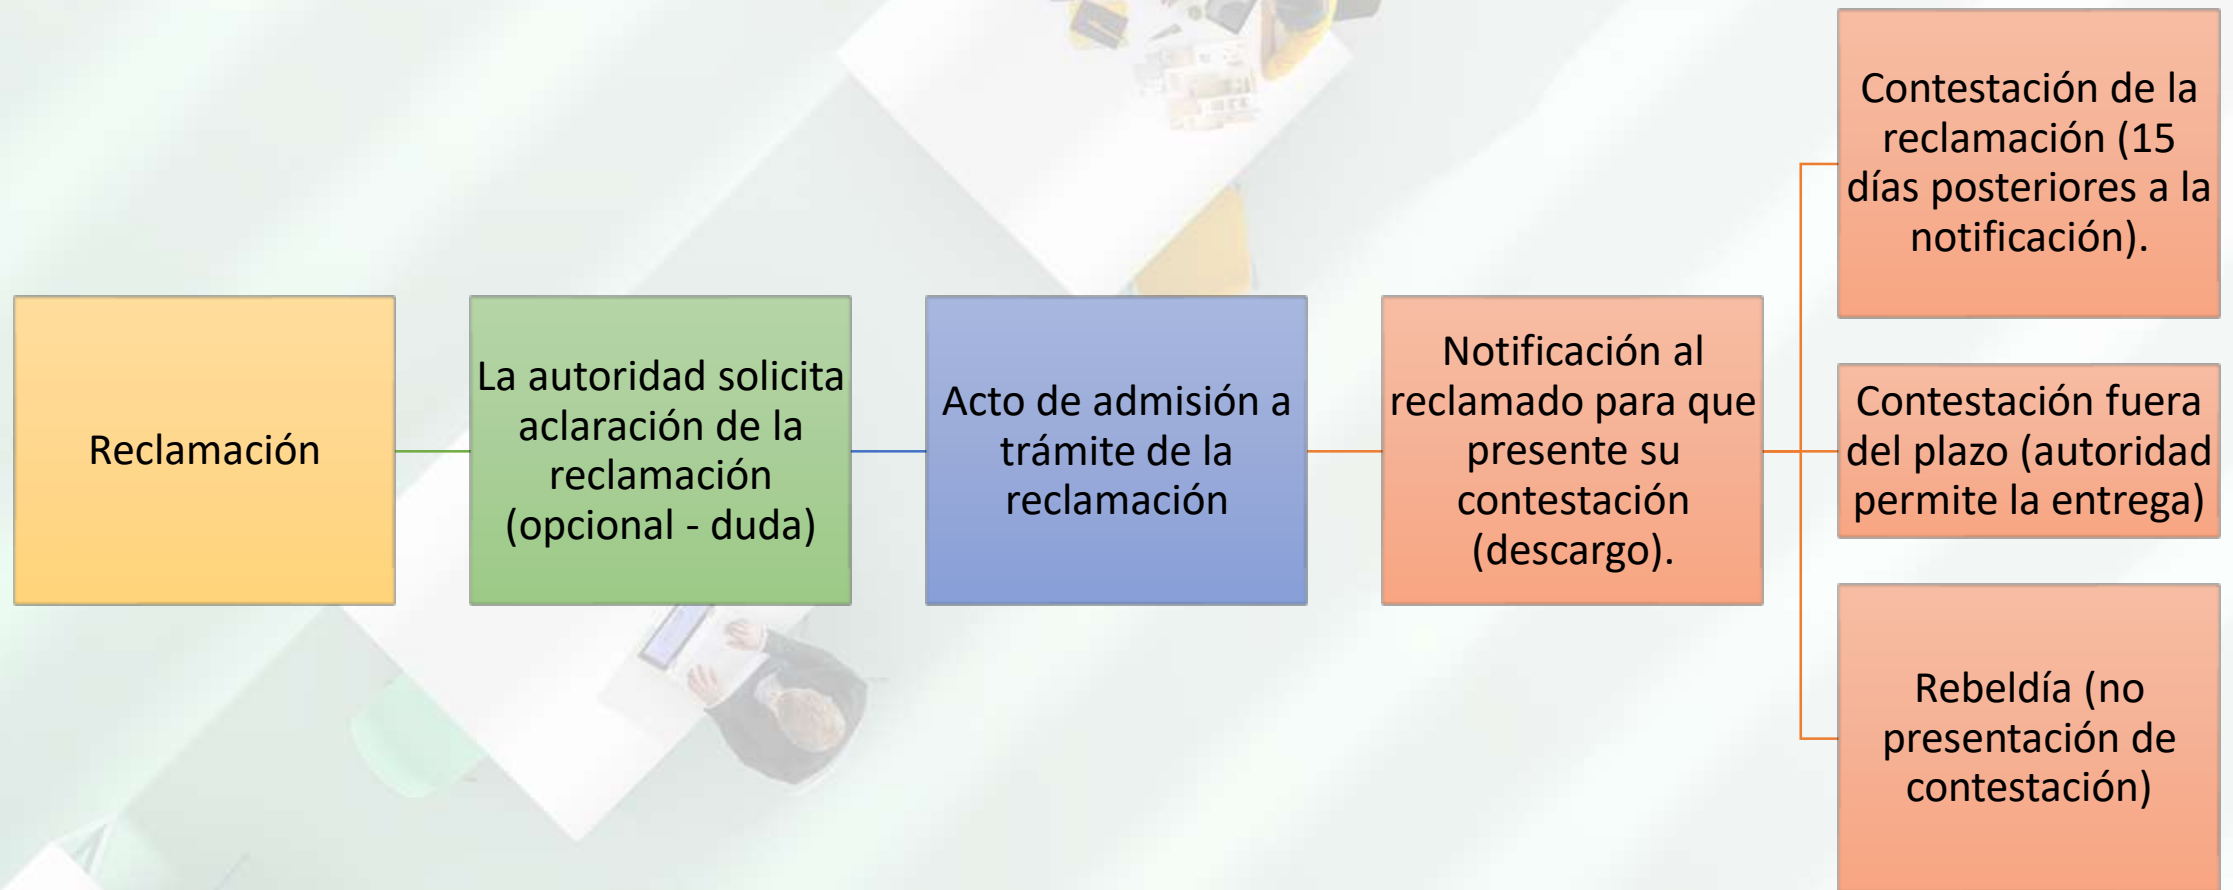 Reclamación
La autoridad solicita
aclaración de la
reclamación
(opcional - duda)
Acto de admisión a
trámite de la
reclamación
Notificación al
reclamado para que
presente su
contestación
(descargo).
Contestación de la
reclamación (15
días posteriores a la
notificación).
Contestación fuera
del plazo (autoridad
permite la entrega)
Rebeldía (no
presentación de
contestación)